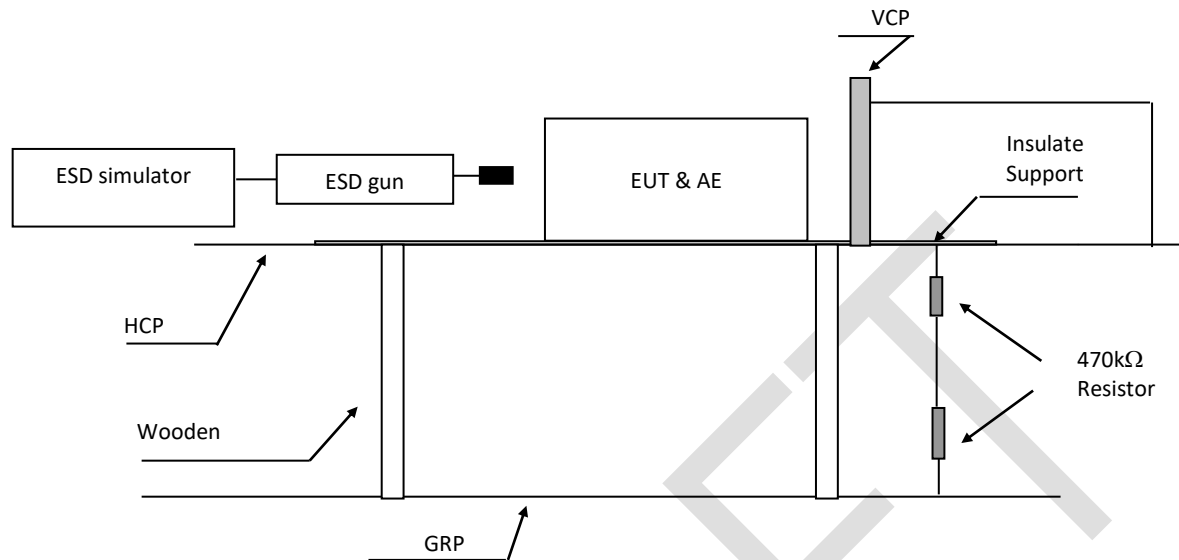 VCP
Insulate
Support
ESD simulator
ESD gun
EUT & AE
HCP
470kΩ
Resistor
Wooden
GRP